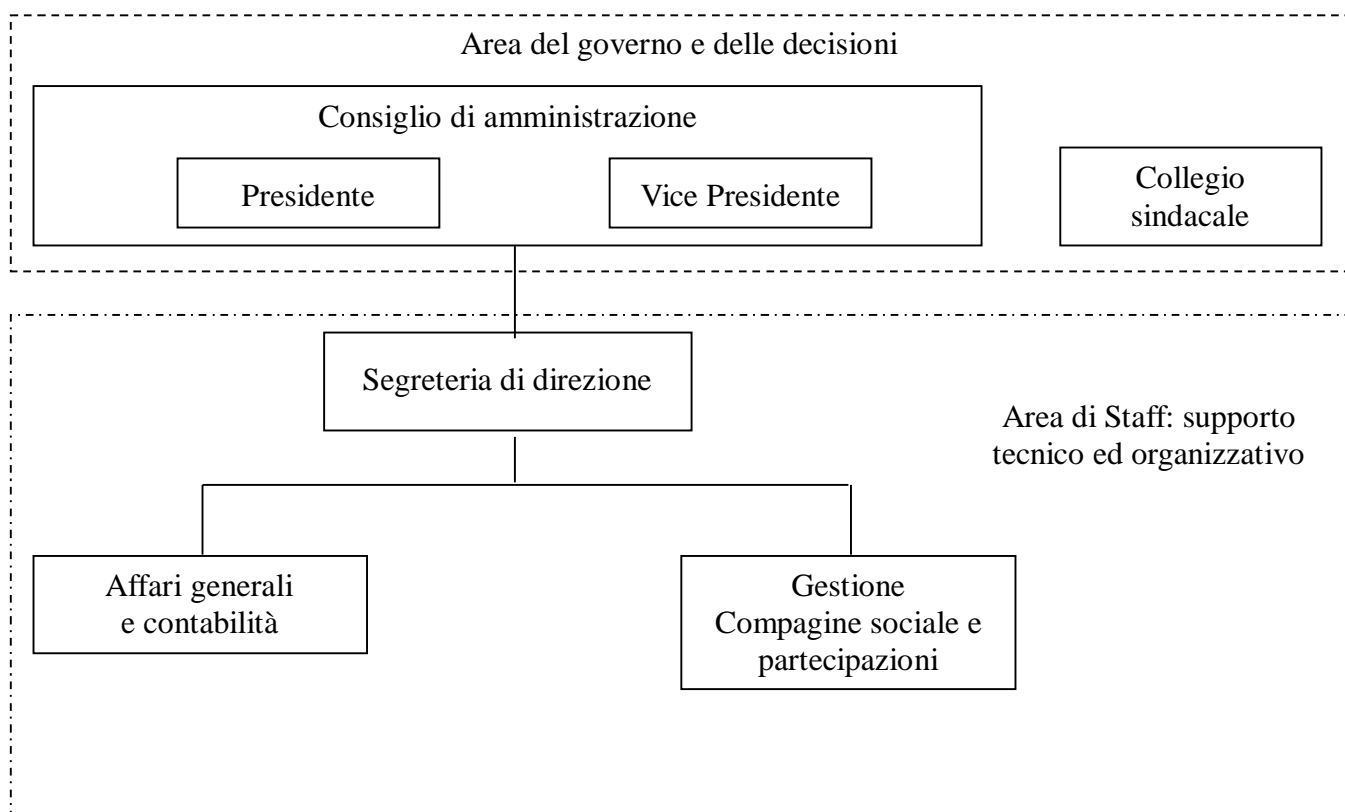 Area del governo e delle decisioni
Consiglio di amministrazione
Presidente
Vice Presidente
Collegio
sindacale
Segreteria di direzione
Area di Staff: supporto
tecnico ed organizzativo
Affari generali
e contabilità
Gestione
Compagine sociale e
partecipazioni